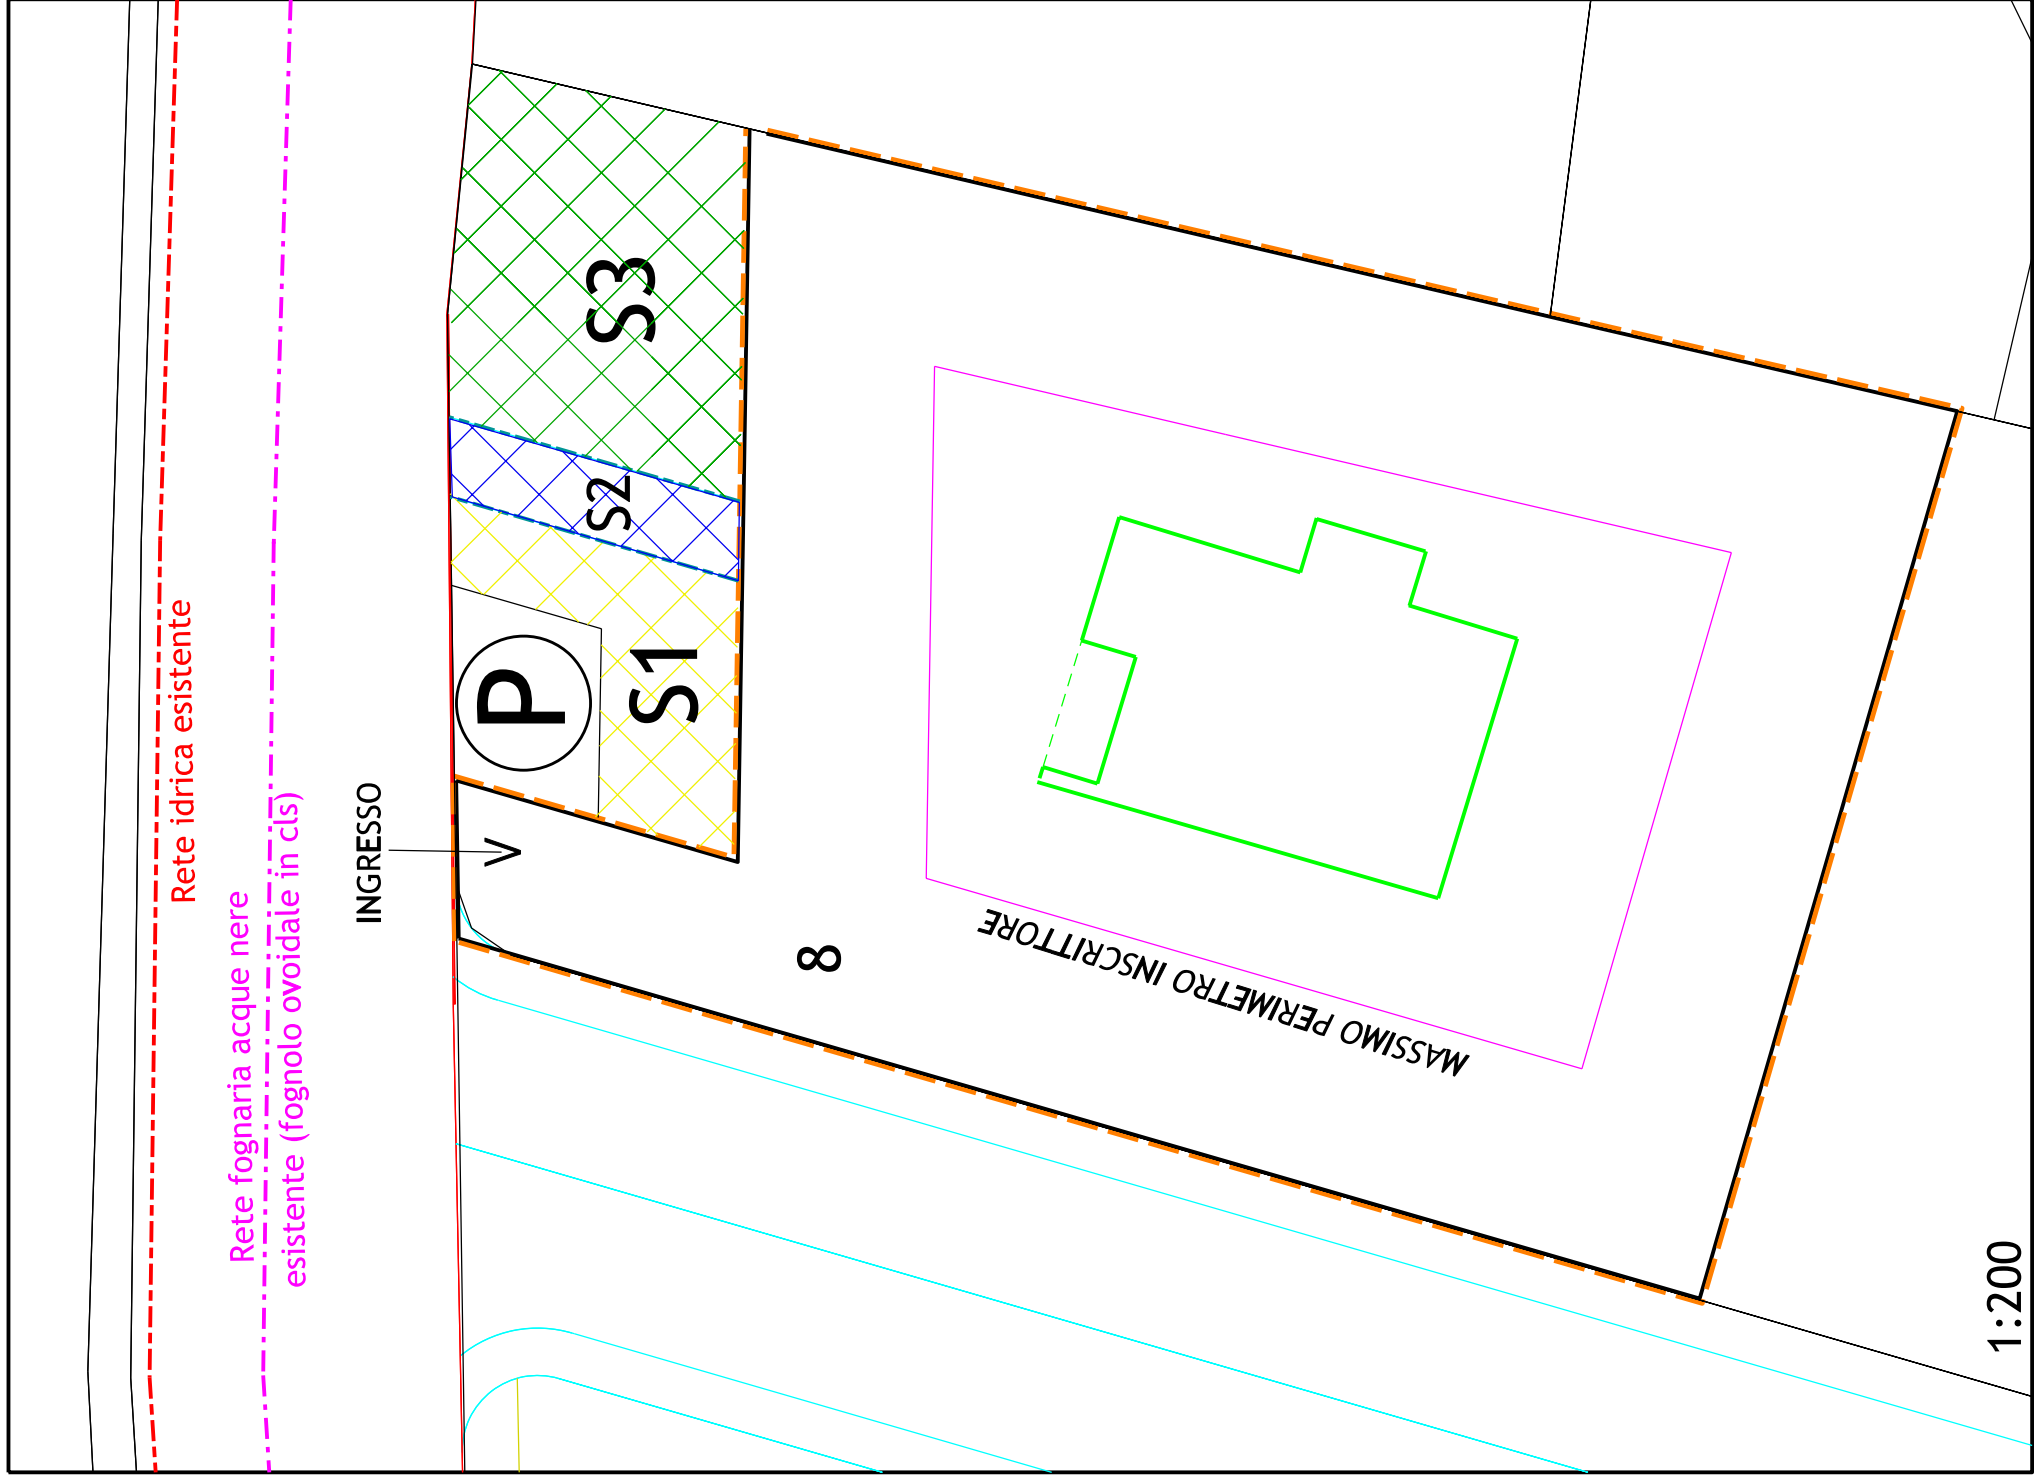 Rete idrica esistente
Rete fognaria acque nere
esistente (fognolo ovoidale in cls)
INGRESSO
V
P
S1
S2
S3
8
MASSIMO PERIMETRO INSCRITTORE
1:200